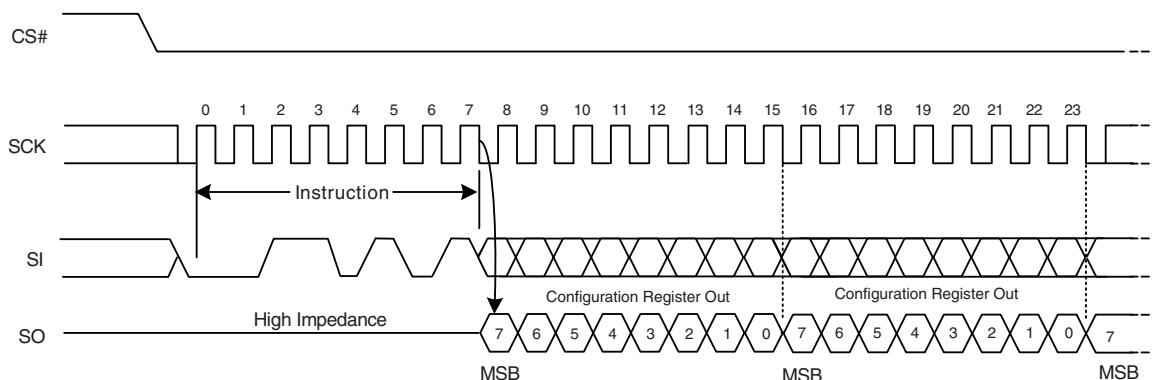 CS#
0 1 2 3 4 5 6 7 8 9 10 11 12 13 14 15 16 17 18 19 20 21 22 23
SCK
Instruction
SI
Configuration Register Out Configuration Register Out
High Impedance
SO 7 6 5 4 3 2 1 0 7 6 5 4 3 2 1 0 7
MSB MSB MSB